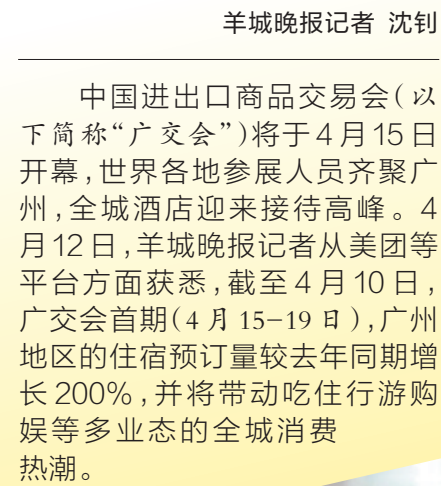 羊城晚报记者 沈钊
中国进出口商品交易会(以
下简称“广交会”)将于4月15日
开幕,世界各地参展人员齐聚广
州,全城酒店迎来接待高峰。4
月12日,羊城晚报记者从美团等
平台方面获悉,截至4月10日,
广交会首期(4月15-19日),广州
地区的住宿预订量较去年同期增
长200%,并将带动吃住行游购
娱等多业态的全城消费
热潮。